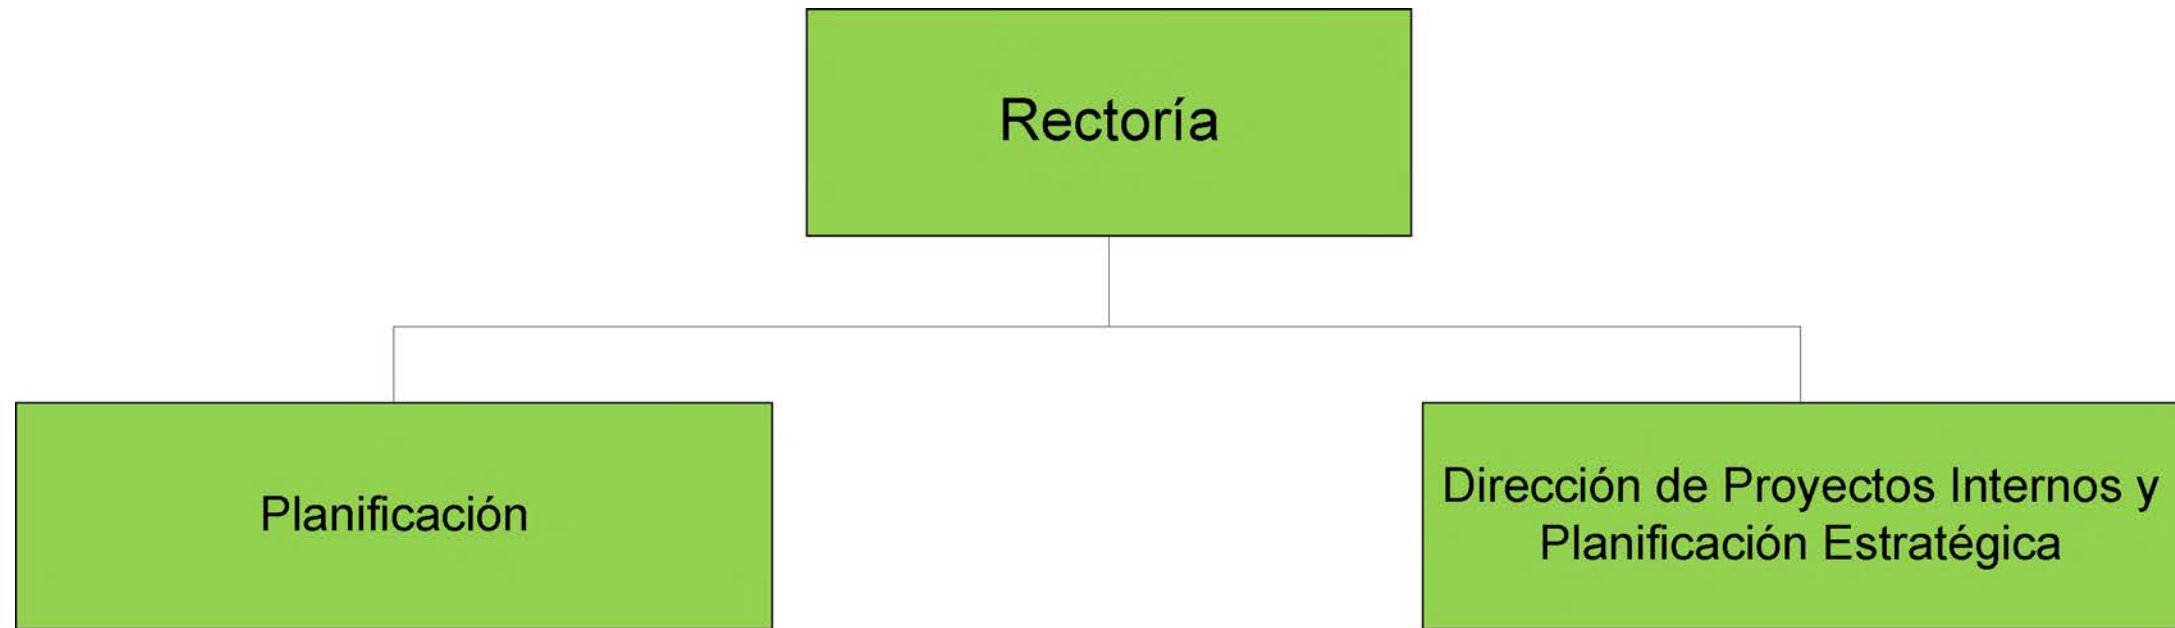 Rectoría
Planificación
Dirección de Proyectos Internos y
Planificación Estratégica